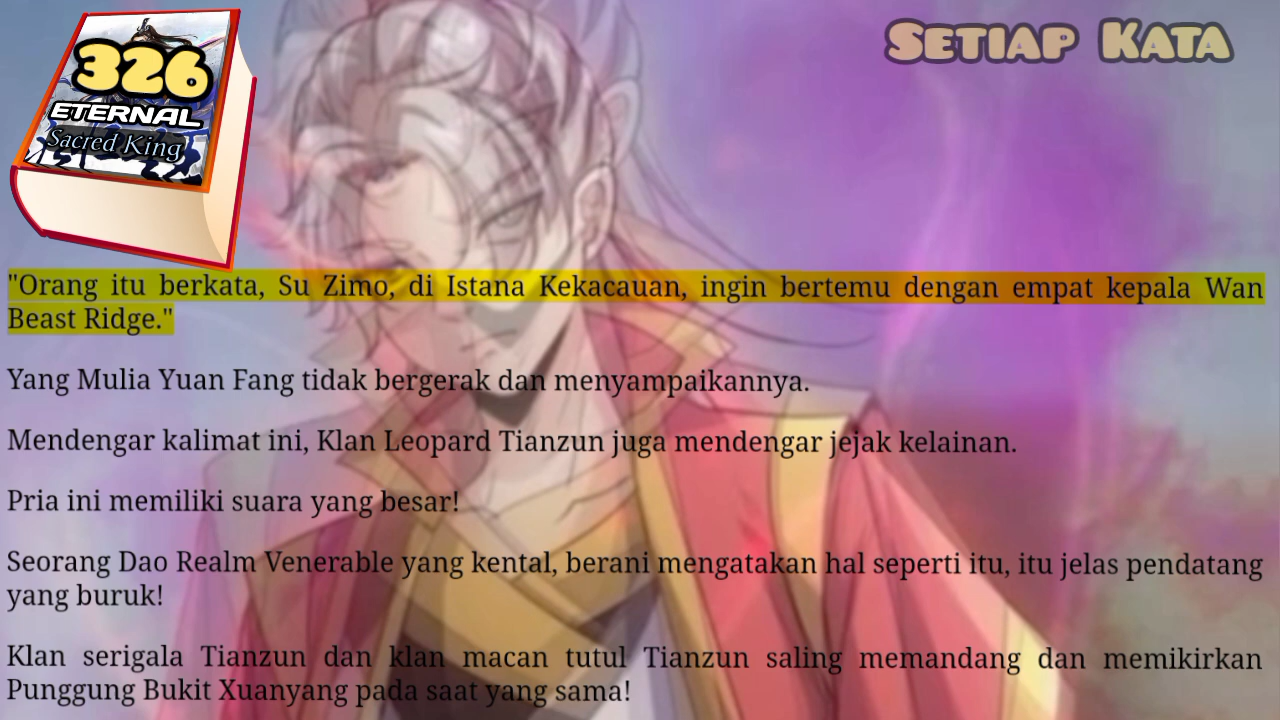 Setiap Kata
326
ETERNAL
Sacred King
"Orang itu berkata, Su Zimo, di Istana Kekacauan, ingin bertemu dengan empat kepala Wan
Beast Ridge."
Yang Mulia Yuan Fang tidak bergerak dan menyampaikannya.
Mendengar kalimat ini, Klan Leopard Tianzun juga mendengar jejak kelainan.
Pria ini memiliki suara yang besar!
Seorang Dao Realm Venerable yang kental, berani mengatakan hal seperti itu, itu jelas pendatang
yang buruk!
Klan serigala Tianzun dan klan macan tutul Tianzun saling memandang dan memikirkan
Punggung Bukit Xuanyang pada saat yang sama!